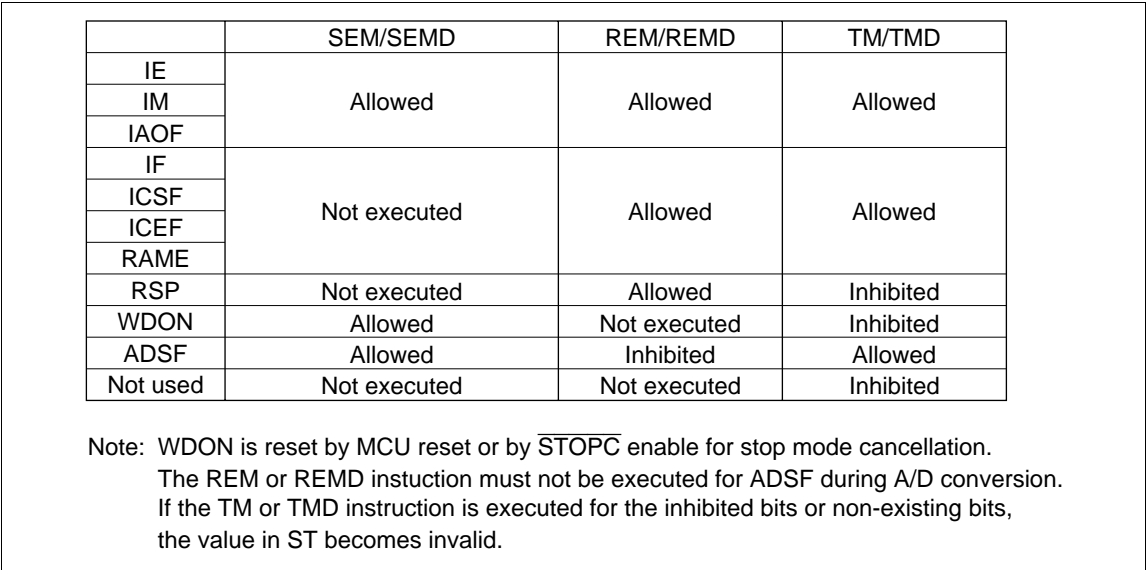 SEM/SEMD REM/REMD TM/TMD
IE
IM Allowed Allowed Allowed
IAOF
IF
ICSF
Not executed Allowed Allowed
ICEF
RAME
RSP Not executed Allowed Inhibited
WDON Allowed Not executed Inhibited
ADSF Allowed Inhibited Allowed
Not used Not executed Not executed Inhibited
Note: WDON is reset by MCU reset or by S̅T̅O̅P̅C̅ enable for stop mode cancellation.
The REM or REMD instuction must not be executed for ADSF during A/D conversion.
If the TM or TMD instruction is executed for the inhibited bits or non-existing bits,
the value in ST becomes invalid.